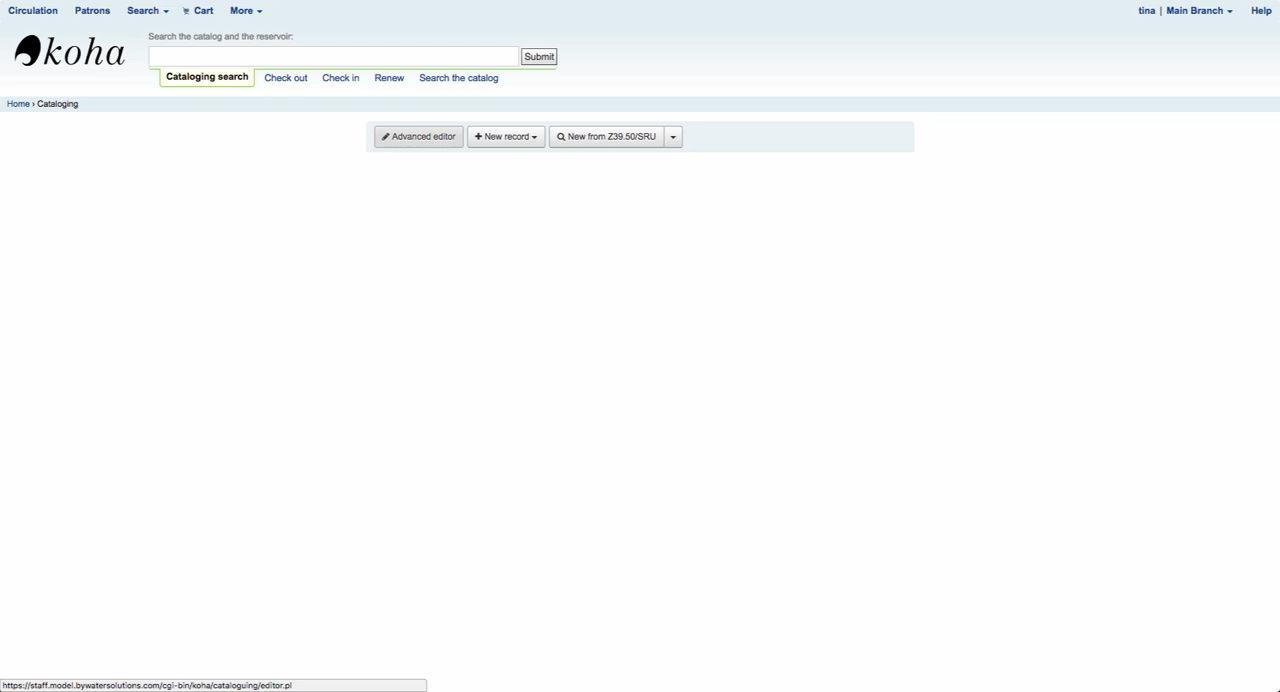 Circulation Patrons Search Cart More tina | Main Branch Help
koha
Search the catalog and the reservoir:
Submit
Cataloging search Check out Check in Renew Search the catalog
Home › Cataloging
Advanced editor New record New from Z39.50/SRU
https://staff.model.bywatersolutions.com/cgi-bin/koha/cataloguing/editor.pl